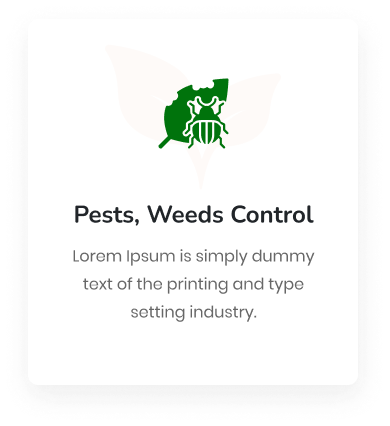 Pests, Weeds Control
Lorem Ipsum is simply dummy
text of the printing and type
setting industry.